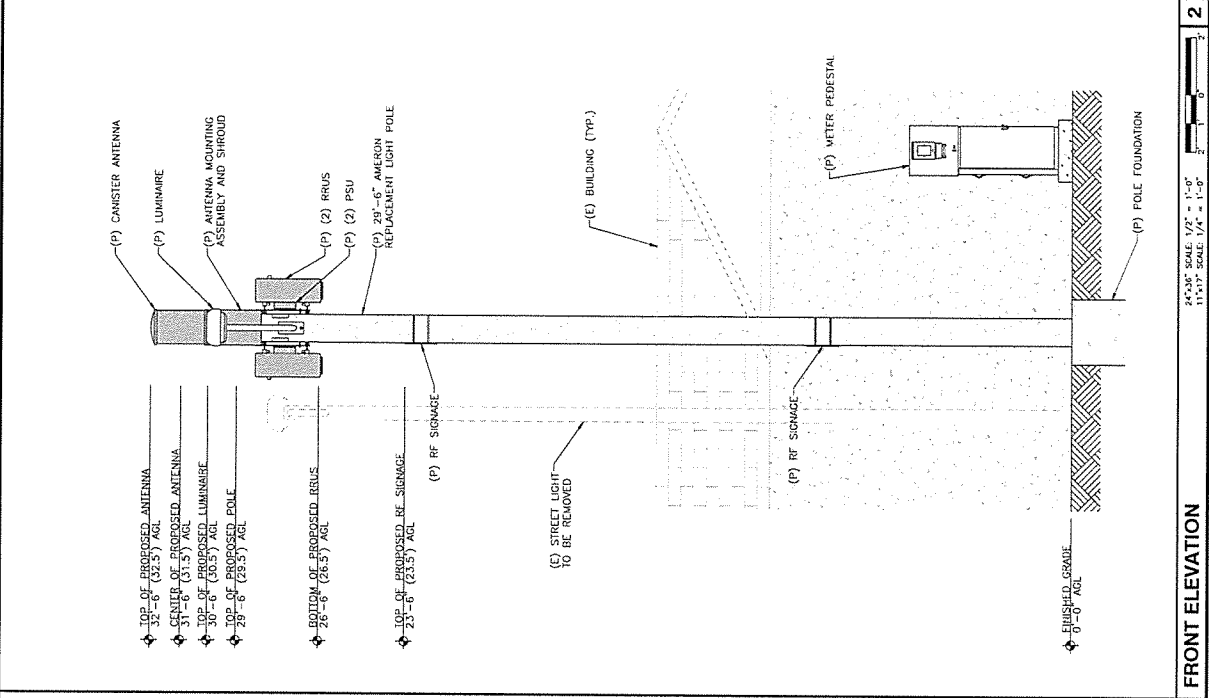 (P) CANISTER ANTENNA
(P) LUMINAIRE
(P) ANTENNA MOUNTING
ASSEMBLY AND SHROUD
(P) (2) RRUS
(P) (2) PSU
(P) 29'-6" AMERON
REPLACEMENT LIGHT POLE
(E) BUILDING (TYP.)
(P) METER PEDESTAL
(P) POLE FOUNDATION
TOP OF PROPOSED ANTENNA
32'-6" (32.5') AGL
CENTER OF PROPOSED ANTENNA
31'-6" (31.5') AGL
TOP OF PROPOSED LUMINAIRE
30'-6" (30.5') AGL
TOP OF PROPOSED POLE
29'-6" (29.5') AGL
BOTTOM OF PROPOSED RRUS
26'-6" (26.5') AGL
TOP OF PROPOSED RF SIGNAGE
23'-6" (23.5') AGL
(P) RF SIGNAGE
(E) STREET LIGHT
TO BE REMOVED
(P) RF SIGNAGE
FINISHED GRADE
0'-0" AGL
FRONT ELEVATION
24"x36" SCALE: 1/2" = 1'-0"
11"x17" SCALE: 1/4" = 1'-0"
2' 1' 0" 2'
2